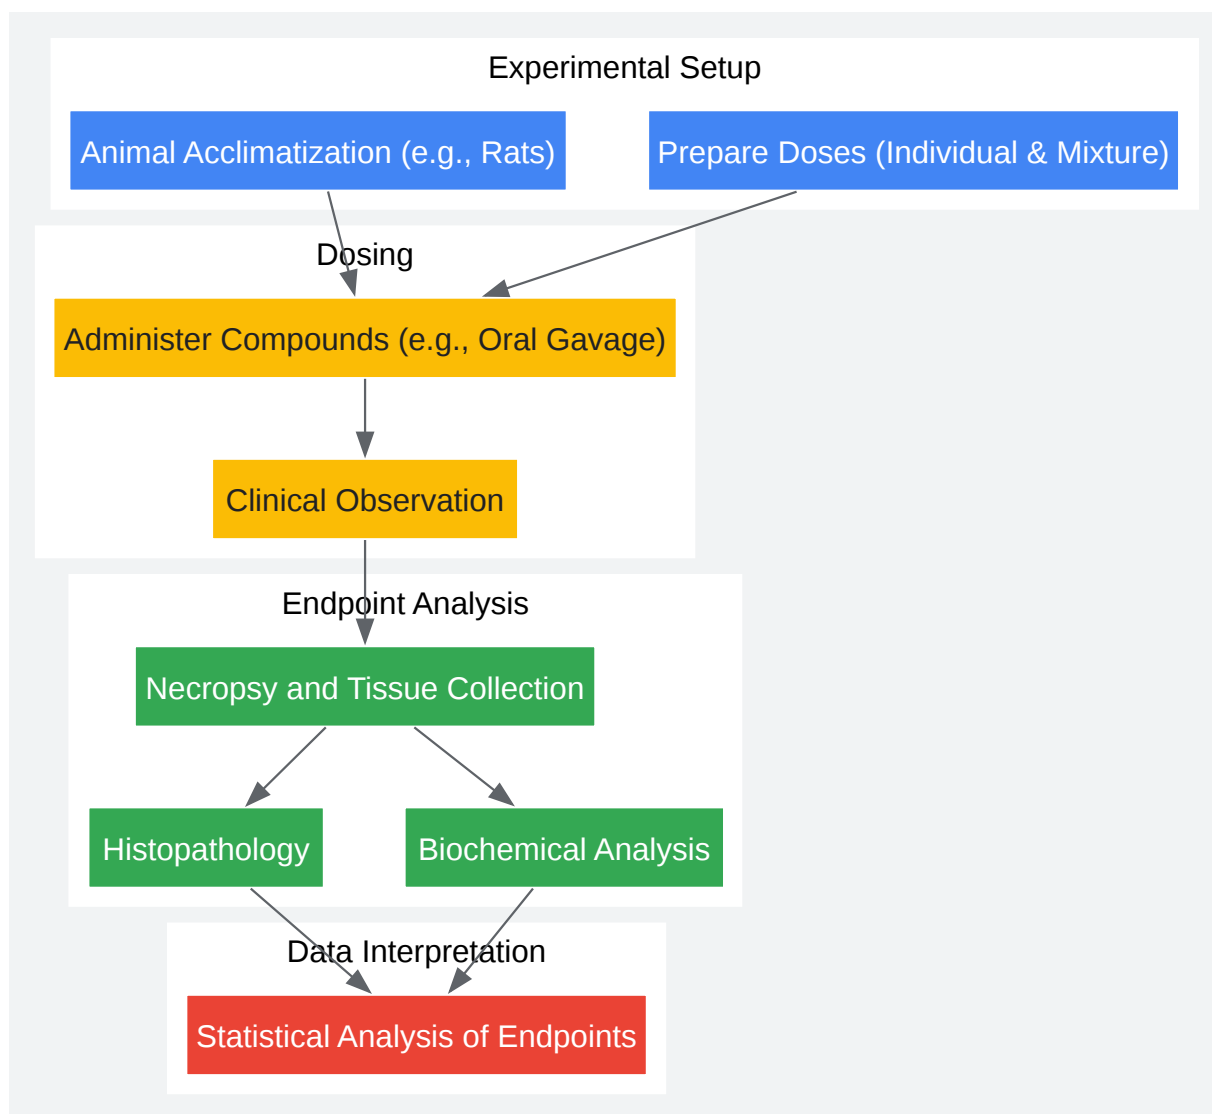 Experimental Setup
Animal Acclimatization (e.g., Rats)
Prepare Doses (Individual & Mixture)
Dosing
Administer Compounds (e.g., Oral Gavage)
Clinical Observation
Endpoint Analysis
Necropsy and Tissue Collection
Histopathology
Biochemical Analysis
Data Interpretation
Statistical Analysis of Endpoints